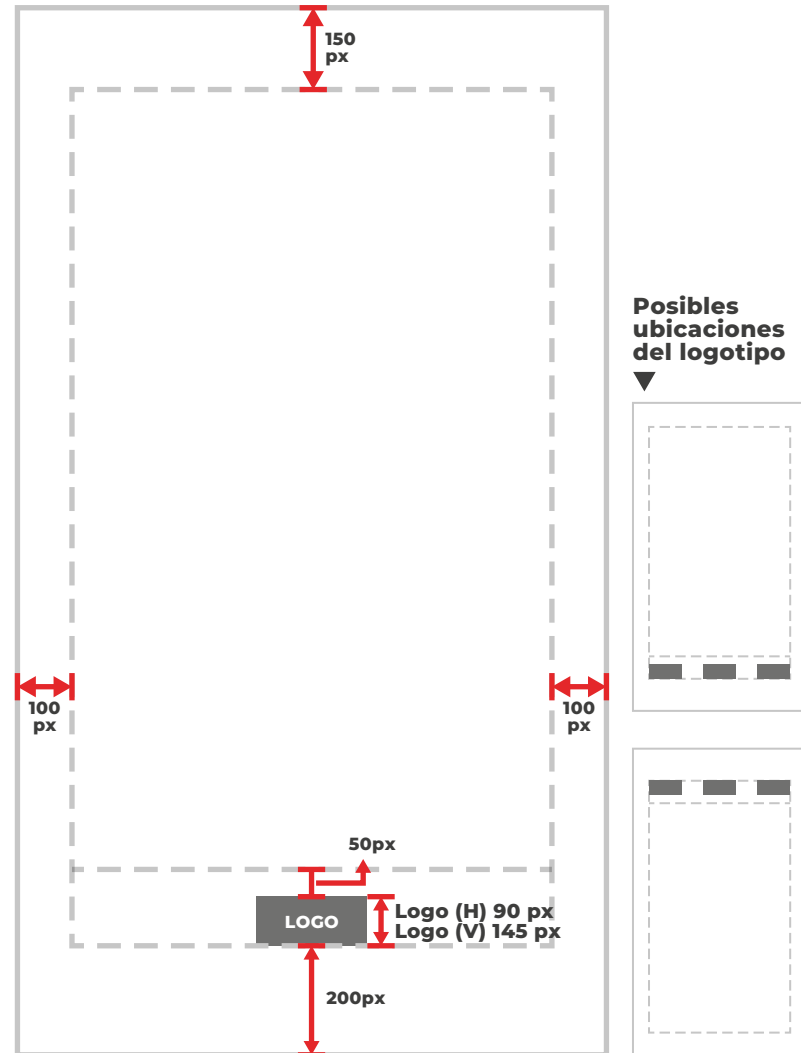 150
px
Posibles
ubicaciones
del logotipo
100
px
100
px
50px
LOGO
Logo (H) 90 px
Logo (V) 145 px
200px